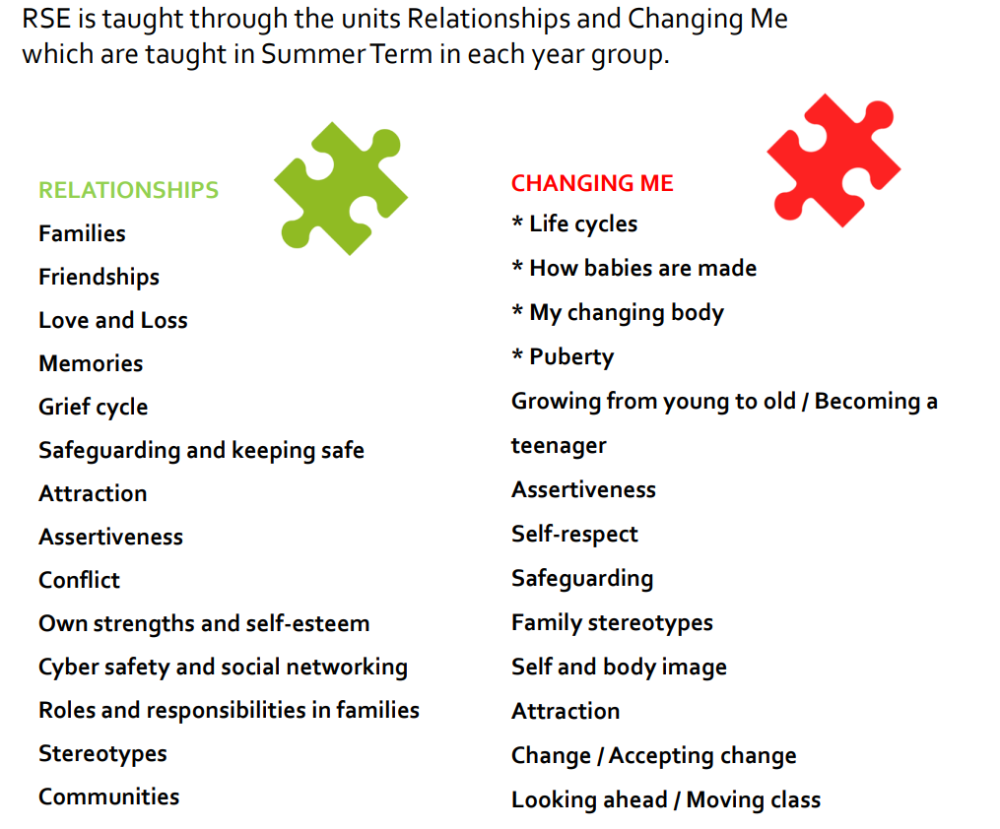 RSE is taught through the units Relationships and Changing Me
which are taught in Summer Term in each year group.
RELATIONSHIPS
Families
Friendships
Love and Loss
Memories
Grief cycle
Safeguarding and keeping safe
Attraction
Assertiveness
Conflict
Own strengths and self-esteem
Cyber safety and social networking
Roles and responsibilities in families
Stereotypes
Communities
CHANGING ME
* Life cycles
* How babies are made
* My changing body
* Puberty
Growing from young to old / Becoming a
teenager
Assertiveness
Self-respect
Safeguarding
Family stereotypes
Self and body image
Attraction
Change / Accepting change
Looking ahead / Moving class